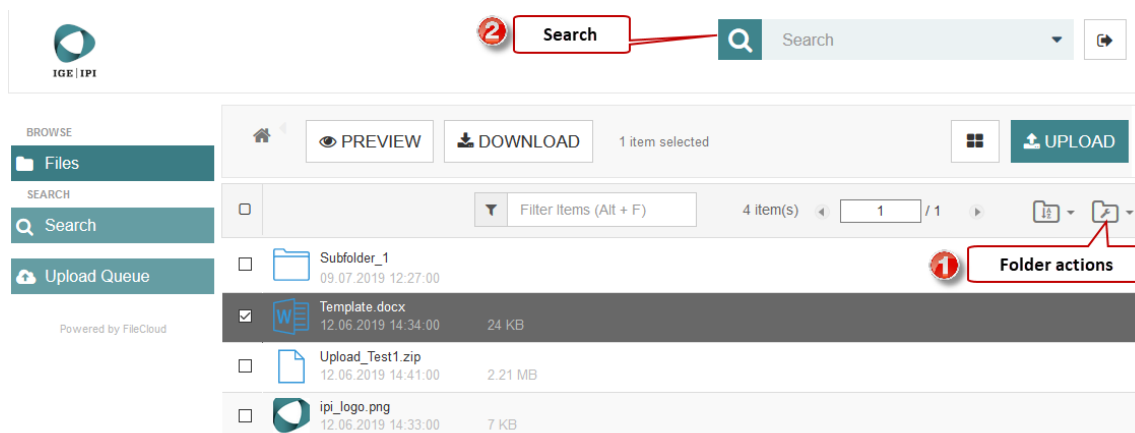 2 Search
Search
IGE|IPI
BROWSE
Files
SEARCH
Search
Upload Queue
Powered by FileCloud
PREVIEW
DOWNLOAD
1 item selected
UPLOAD
Filter Items (Alt + F)
4 item(s) 1 / 1
1 Folder actions
Subfolder_1
09.07.2019 12:27:00
Template.docx
12.06.2019 14:34:00 24 KB
Upload_Test1.zip
12.06.2019 14:41:00 2.21 MB
ipi_logo.png
12.06.2019 14:33:00 7 KB